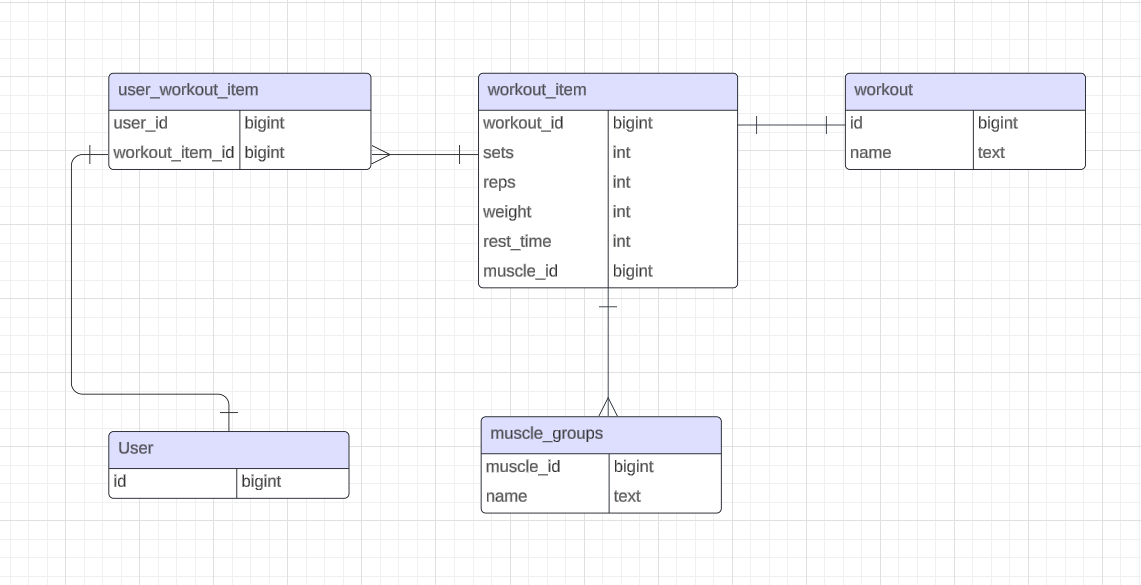 user_workout_item
user_id bigint
workout_item_id bigint
workout_item
workout_id bigint
sets int
reps int
weight int
rest_time int
muscle_id bigint
workout
id bigint
name text
User
id bigint
muscle_groups
muscle_id bigint
name text